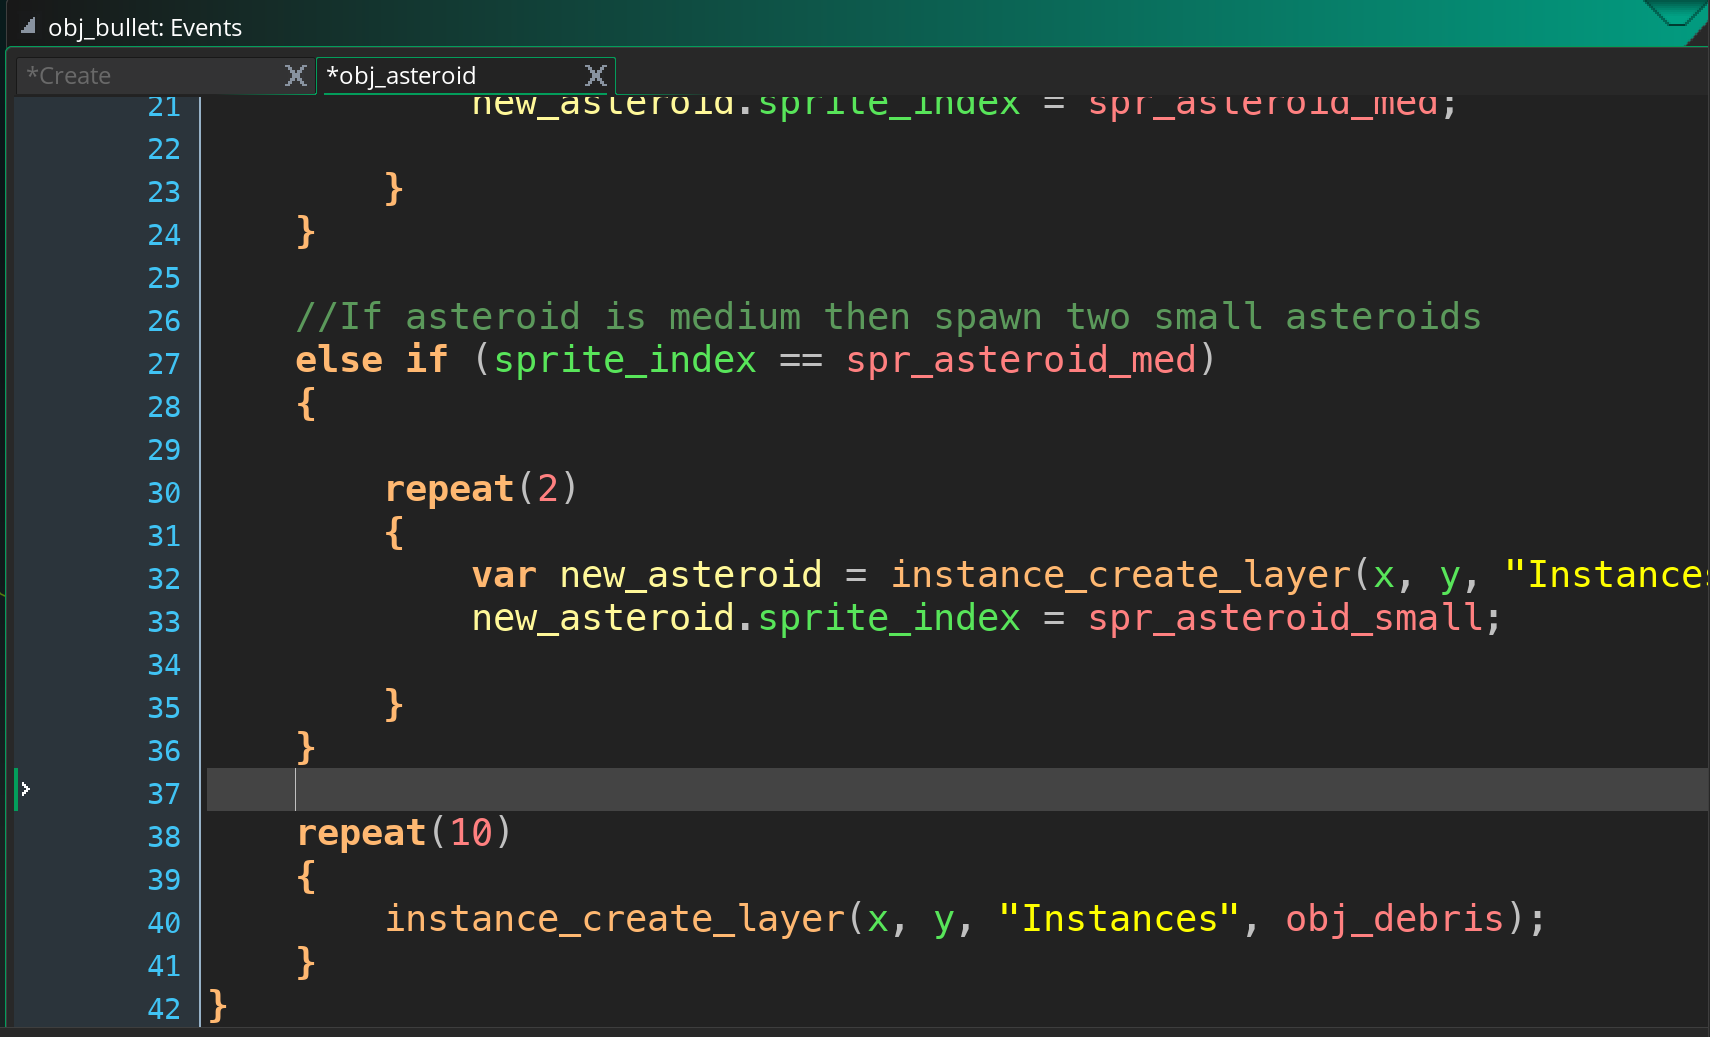 obj_bullet: Events
*Create
*obj_asteroid
21 new_asteroid.sprite_index = spr_asteroid_med;
22
23 }
24 }
25
26 //If asteroid is medium then spawn two small asteroids
27 else if (sprite_index == spr_asteroid_med)
28 {
29
30 repeat(2)
31 {
32 var new_asteroid = instance_create_layer(x, y, "Instances
33 new_asteroid.sprite_index = spr_asteroid_small;
34
35 }
36 }
37
38 repeat(10)
39 {
40 instance_create_layer(x, y, "Instances", obj_debris);
41 }
42 }